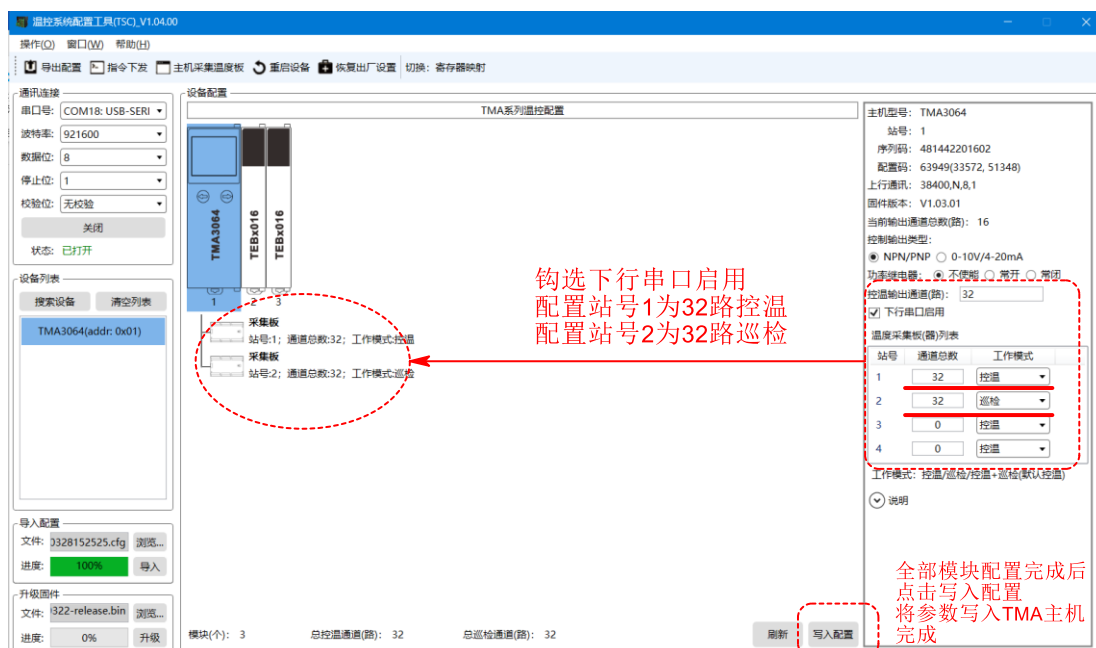 温控系统配置工具(TSC)_V1.04.00
操作(O) 窗口(W) 帮助(H)
导出配置 指令下发 主机采集温度板 重启设备 恢复出厂设置 切换: 寄存器映射
通讯连接
串口号: COM18: USB-SERI
波特率: 921600
数据位: 8
停止位: 1
校验位: 无校验
关闭
状态: 已打开
设备列表
搜索设备 清空列表
TMA3064(addr: 0x01)
导入配置
文件: 0328152525.cfg 浏览...
进度: 100% 导入
升级固件
文件: 322-release.bin 浏览...
进度: 0% 升级
设备配置
TMA系列温控配置
TMA3064
TEBx016
TEBx016
1 2 3
采集板
站号:1; 通道总数:32; 工作模式:控温
采集板
站号:2; 通道总数:32; 工作模式:巡检
钩选下行串口启用
配置站号1为32路控温
配置站号2为32路巡检
模块(个): 3 总控温通道(路): 32 总巡检通道(路): 32
刷新 写入配置
主机型号: TMA3064
站号: 1
序列码: 481442201602
配置码: 63949(33572, 51348)
上行通讯: 38400,N,8,1
固件版本: V1.03.01
当前输出通道总数(路): 16
控制输出类型:
NPN/PNP 0-10V/4-20mA
功率继电器: 不使能 常开 常闭
控温输出通道(路): 32
下行串口启用
温度采集板(器)列表
站号 通道总数 工作模式
1 32 控温
2 32 巡检
3 0 控温
4 0 控温
工作模式: 控温/巡检/控温+巡检(默认控温)
说明
全部模块配置完成后
点击写入配置
将参数写入TMA主机
完成